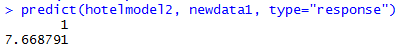 > predict(hotelmodel2, newdata1, type="response")
1
7.668791